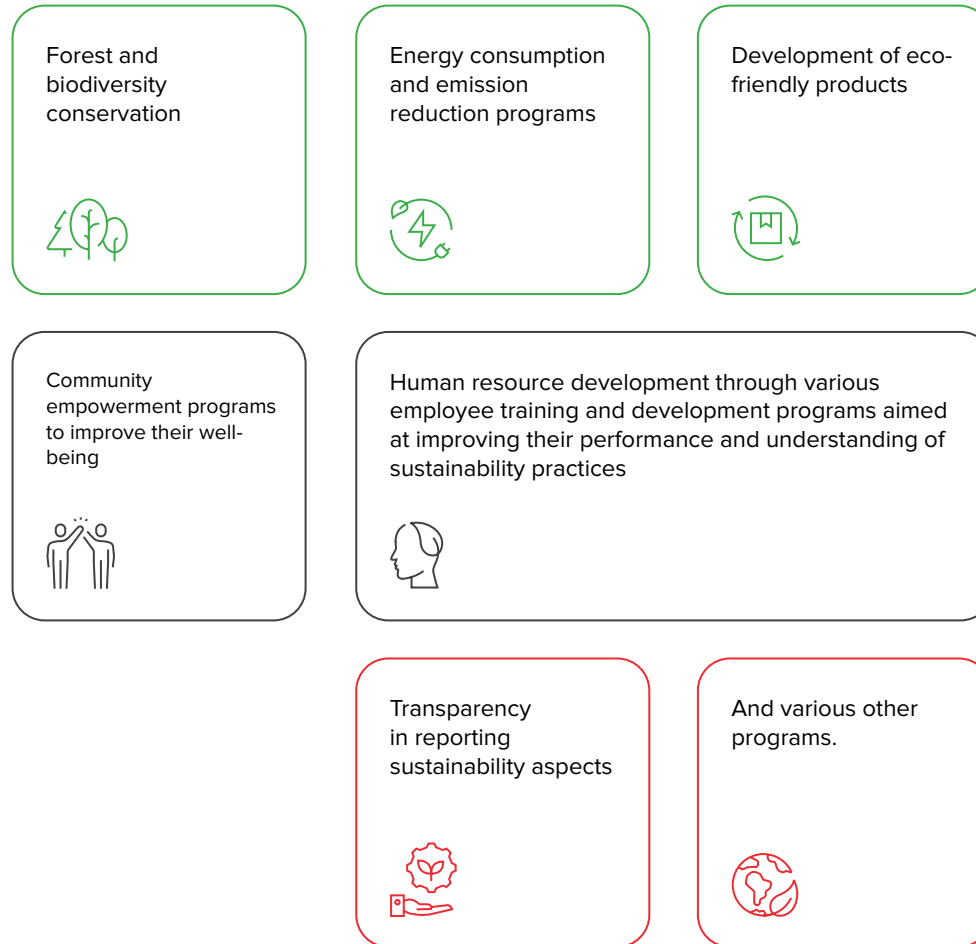 Forest and
biodiversity
conservation
Energy consumption
and emission
reduction programs
Development of eco-
friendly products
Community
empowerment programs
to improve their well-
being
Human resource development through various
employee training and development programs aimed
at improving their performance and understanding of
sustainability practices
Transparency
in reporting
sustainability aspects
And various other
programs.